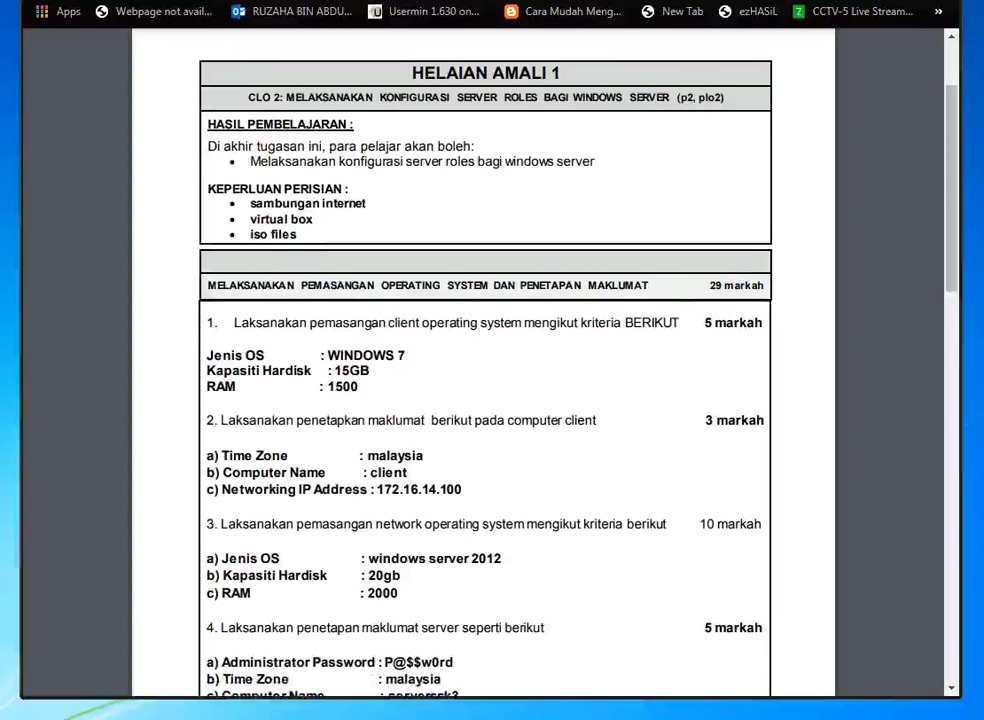 Apps Webpage not avail... RUZAHA BIN ABDU... Usermin 1.630 on... Cara Mudah Meng... New Tab ezHASiL CCTV-5 Live Stream... »
HELAIAN AMALI 1
CLO 2: MELAKSANAKAN KONFIGURASI SERVER ROLES BAGI WINDOWS SERVER (p2, plo2)
HASIL PEMBELAJARAN :
Di akhir tugasan ini, para pelajar akan boleh:
• Melaksanakan konfigurasi server roles bagi windows server
KEPERLUAN PERISIAN :
• sambungan internet
• virtual box
• iso files
MELAKSANAKAN PEMASANGAN OPERATING SYSTEM DAN PENETAPAN MAKLUMAT 29 markah
1. Laksanakan pemasangan client operating system mengikut kriteria BERIKUT 5 markah
Jenis OS : WINDOWS 7
Kapasiti Hardisk : 15GB
RAM : 1500
2. Laksanakan penetapkan maklumat berikut pada computer client 3 markah
a) Time Zone : malaysia
b) Computer Name : client
c) Networking IP Address : 172.16.14.100
3. Laksanakan pemasangan network operating system mengikut kriteria berikut 10 markah
a) Jenis OS : windows server 2012
b) Kapasiti Hardisk : 20gb
c) RAM : 2000
4. Laksanakan penetapan maklumat server seperti berikut 5 markah
a) Administrator Password : P@$$w0rd
b) Time Zone : malaysia
c) Computer Name :